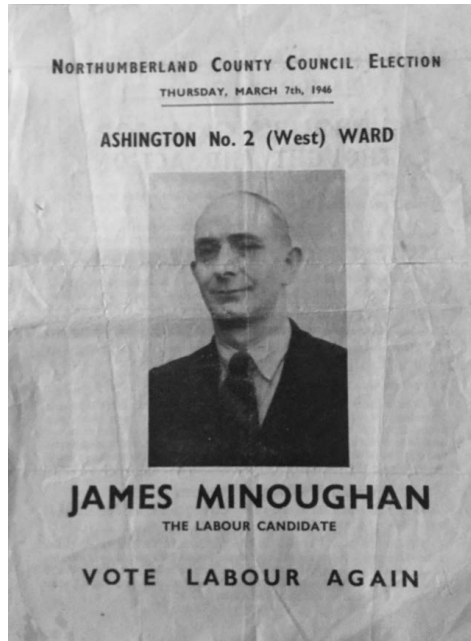 NORTHUMBERLAND COUNTY COUNCIL ELECTION
THURSDAY, MARCH 7th, 1946
ASHINGTON No. 2 (West) WARD
JAMES MINOUGHAN
THE LABOUR CANDIDATE
VOTE LABOUR AGAIN